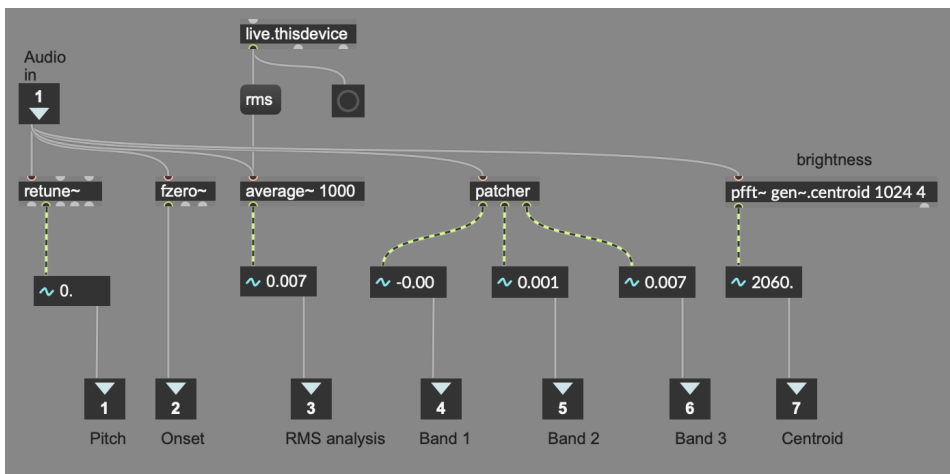 live.thisdevice
Audio
in
1
rms
brightness
retune~
fzero~
average~ 1000
patcher
pfft~ gen~.centroid 1024 4
0.
0.007
-0.00
0.001
0.007
2060.
1
2
3
4
5
6
7
Pitch
Onset
RMS analysis
Band 1
Band 2
Band 3
Centroid